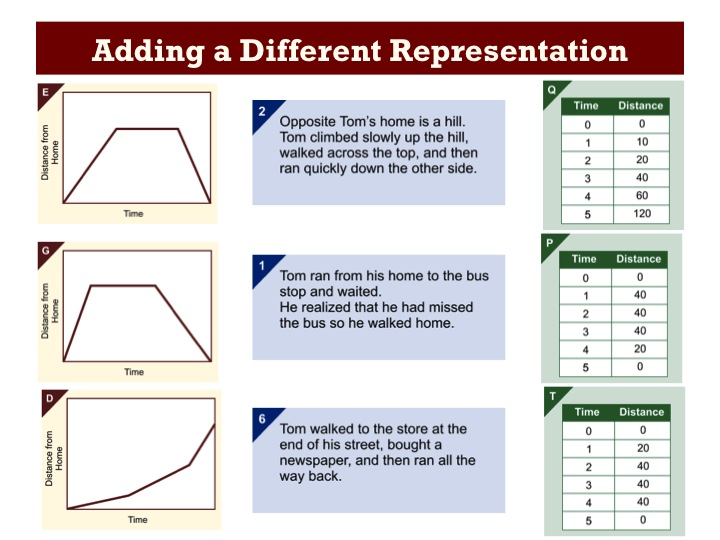 Adding a Different Representation
E
Distance from
Home
Time
2
Opposite Tom's home is a hill.
Tom climbed slowly up the hill,
walked across the top, and then
ran quickly down the other side.
Q
Time Distance
0 0
1 10
2 20
3 40
4 60
5 120
G
Distance from
Home
Time
1
Tom ran from his home to the bus
stop and waited.
He realized that he had missed
the bus so he walked home.
P
Time Distance
0 0
1 40
2 40
3 40
4 20
5 0
D
Distance from
Home
Time
6
Tom walked to the store at the
end of his street, bought a
newspaper, and then ran all the
way back.
T
Time Distance
0 0
1 20
2 40
3 40
4 40
5 0